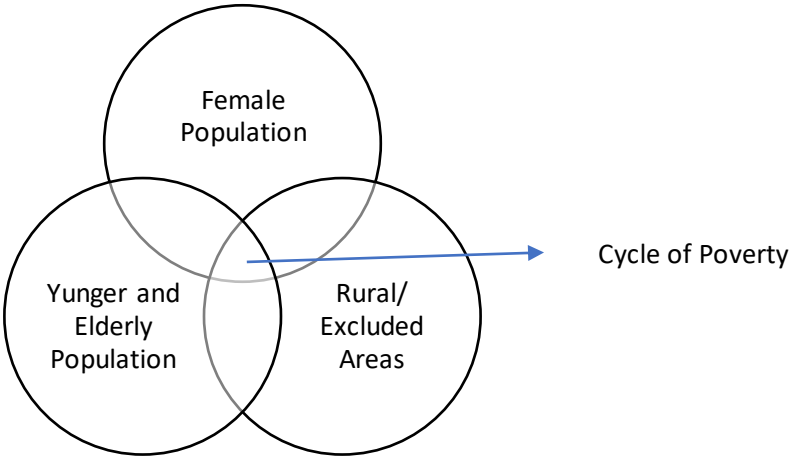 Female
Population
Cycle of Poverty
Yunger and
Elderly
Population
Rural/
Excluded
Areas